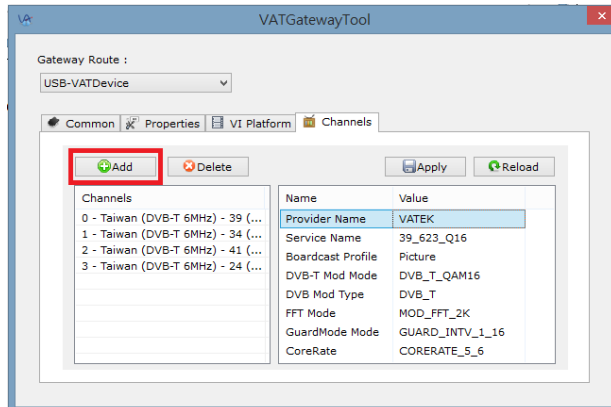 VATGatewayTool
Gateway Route :
USB-VATDevice
Common Properties VI Platform Channels
Add Delete Apply Reload
Channels
0 - Taiwan (DVB-T 6MHz) - 39 (...
1 - Taiwan (DVB-T 6MHz) - 34 (...
2 - Taiwan (DVB-T 6MHz) - 41 (...
3 - Taiwan (DVB-T 6MHz) - 24 (...
Name Value
Provider Name VATEK
Service Name 39_623_Q16
Boardcast Profile Picture
DVB-T Mod Mode DVB_T_QAM16
DVB Mod Type DVB_T
FFT Mode MOD_FFT_2K
GuardMode Mode GUARD_INTV_1_16
CoreRate CORERATE_5_6